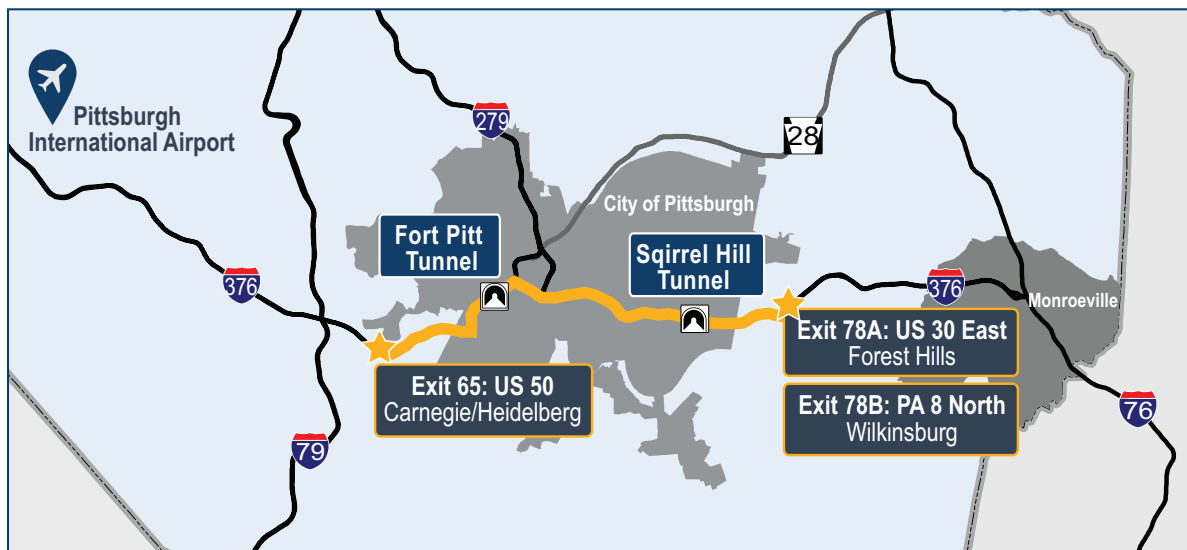 Pittsburgh
International Airport
279
28
City of Pittsburgh
Fort Pitt
Tunnel
Sqirrel Hill
Tunnel
376
376
Monroeville
Exit 78A: US 30 East
Forest Hills
Exit 65: US 50
Carnegie/Heidelberg
Exit 78B: PA 8 North
Wilkinsburg
76
79